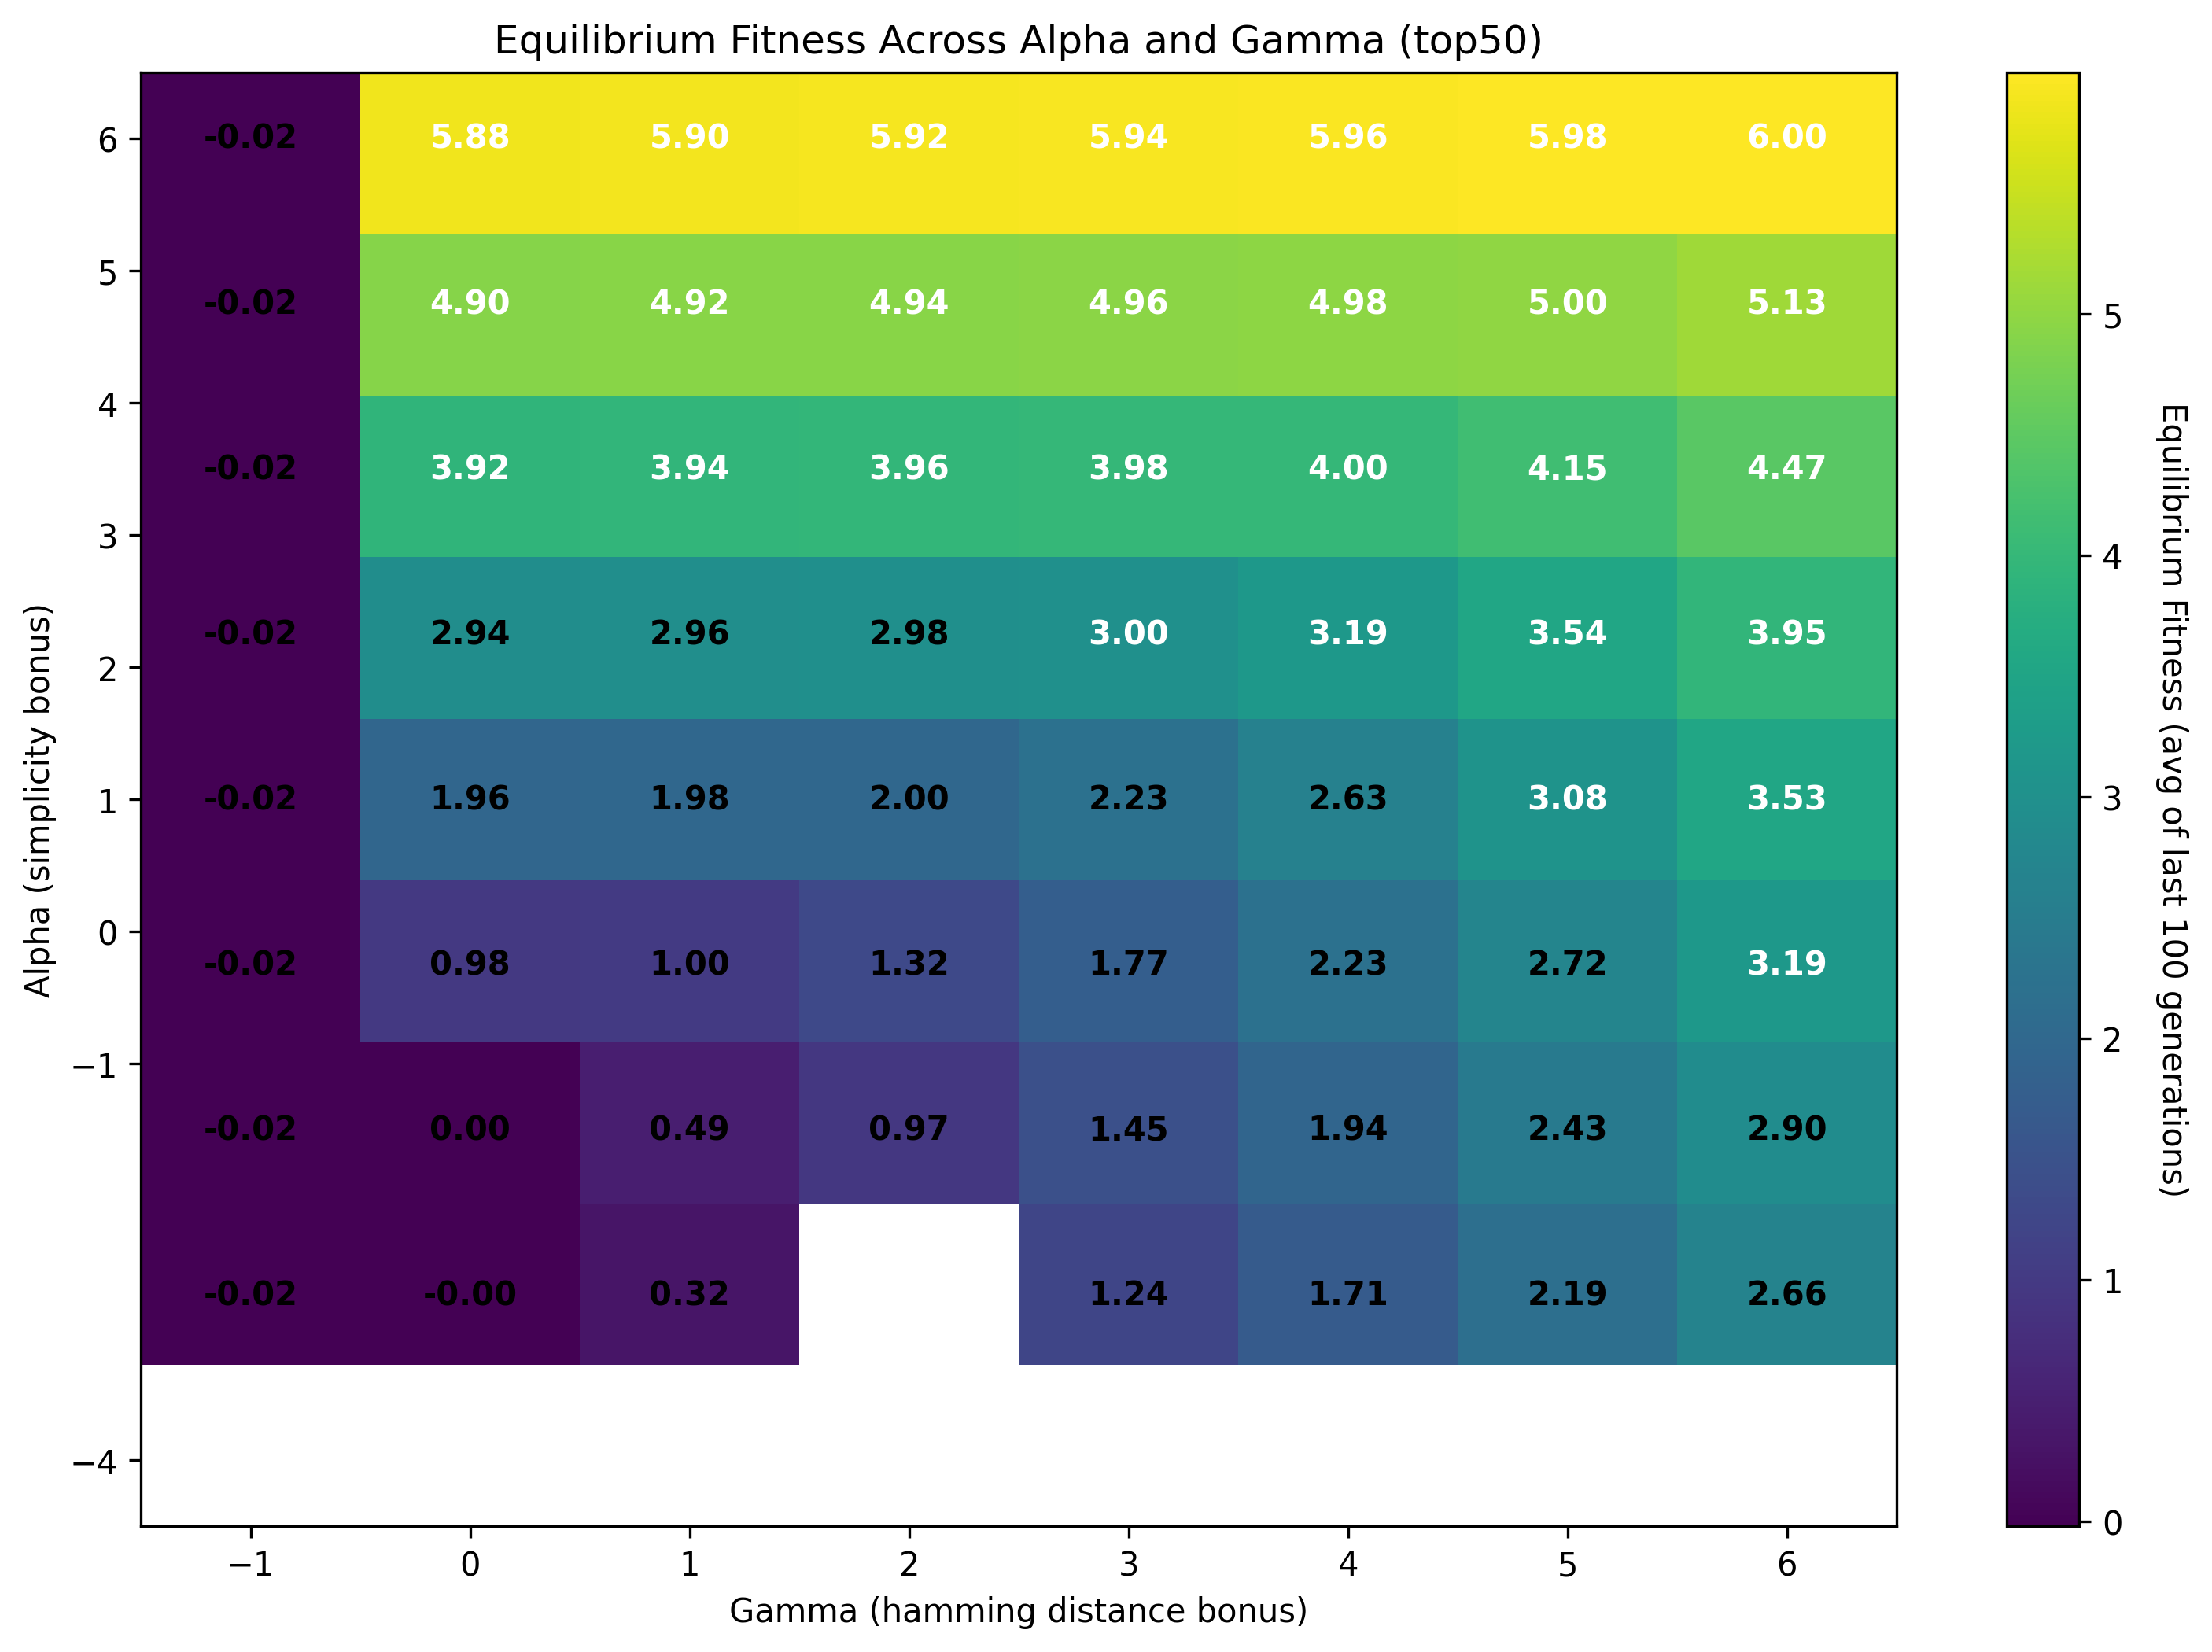 Equilibrium Fitness Across Alpha and Gamma (top50)
6
-0.02 5.88 5.90 5.92 5.94 5.96 5.98 6.00
5
-0.02 4.90 4.92 4.94 4.96 4.98 5.00 5.13
4
-0.02 3.92 3.94 3.96 3.98 4.00 4.15 4.47
3
-0.02 2.94 2.96 2.98 3.00 3.19 3.54 3.95
2
-0.02 1.96 1.98 2.00 2.23 2.63 3.08 3.53
1
-0.02 0.98 1.00 1.32 1.77 2.23 2.72 3.19
0
-0.02 0.00 0.49 0.97 1.45 1.94 2.43 2.90
−1
-0.02 -0.00 0.32 1.24 1.71 2.19 2.66
−4
−1 0 1 2 3 4 5 6
Gamma (hamming distance bonus)
Alpha (simplicity bonus)
5
4
3
2
1
0
Equilibrium Fitness (avg of last 100 generations)